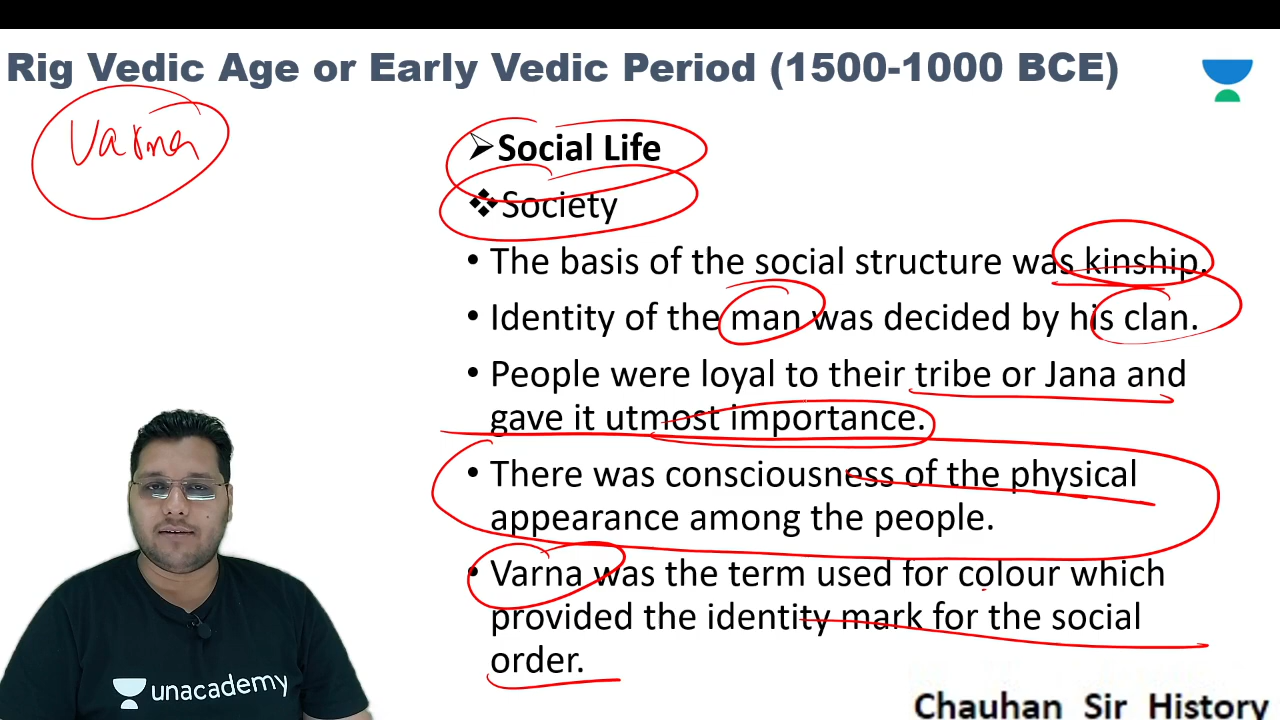 Rig Vedic Age or Early Vedic Period (1500-1000 BCE)
Varna
Social Life
Society
• The basis of the social structure was kinship.
• Identity of the man was decided by his clan.
• People were loyal to their tribe or Jana and
gave it utmost importance.
• There was consciousness of the physical
appearance among the people.
• Varna was the term used for colour which
provided the identity mark for the social
order.
unacademy
Chauhan Sir History